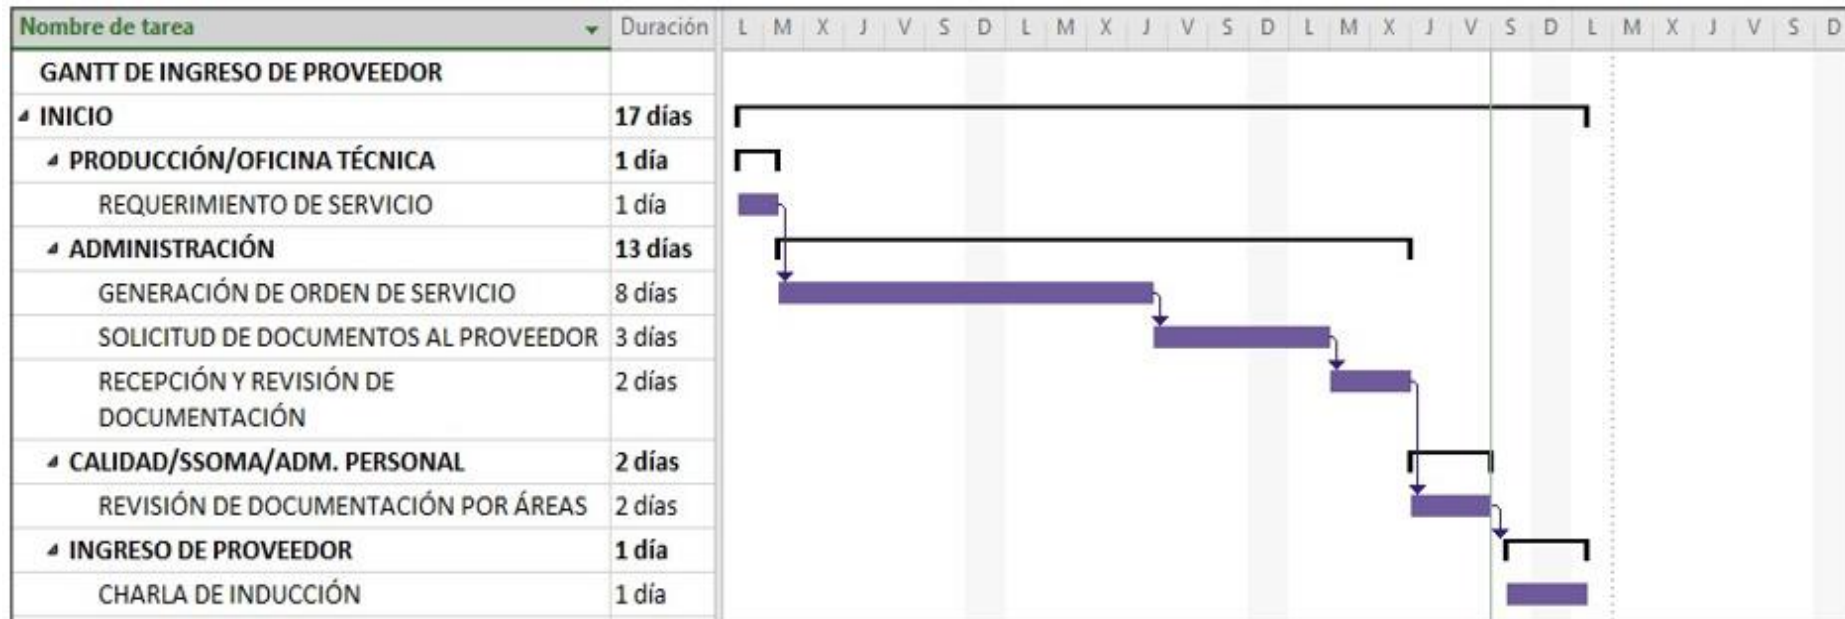 Nombre de tarea Duración L M X J V S D L M X J V S D L M X J V S D L M X J V S D
GANTT DE INGRESO DE PROVEEDOR
INICIO 17 días
PRODUCCIÓN/OFICINA TÉCNICA 1 día
REQUERIMIENTO DE SERVICIO 1 día
ADMINISTRACIÓN 13 días
GENERACIÓN DE ORDEN DE SERVICIO 8 días
SOLICITUD DE DOCUMENTOS AL PROVEEDOR 3 días
RECEPCIÓN Y REVISIÓN DE 2 días
DOCUMENTACIÓN
CALIDAD/SSOMA/ADM. PERSONAL 2 días
REVISIÓN DE DOCUMENTACIÓN POR ÁREAS 2 días
INGRESO DE PROVEEDOR 1 día
CHARLA DE INDUCCIÓN 1 día